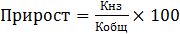 Прирост = Кнз/Кобщ × 100